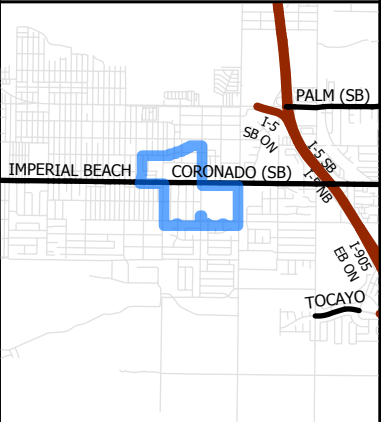 PALM (SB)
I-5
SB ON
I-5 SB
IMPERIAL BEACH
CORONADO (SB)
I-5 NB
I-905
EB ON
TOCAYO